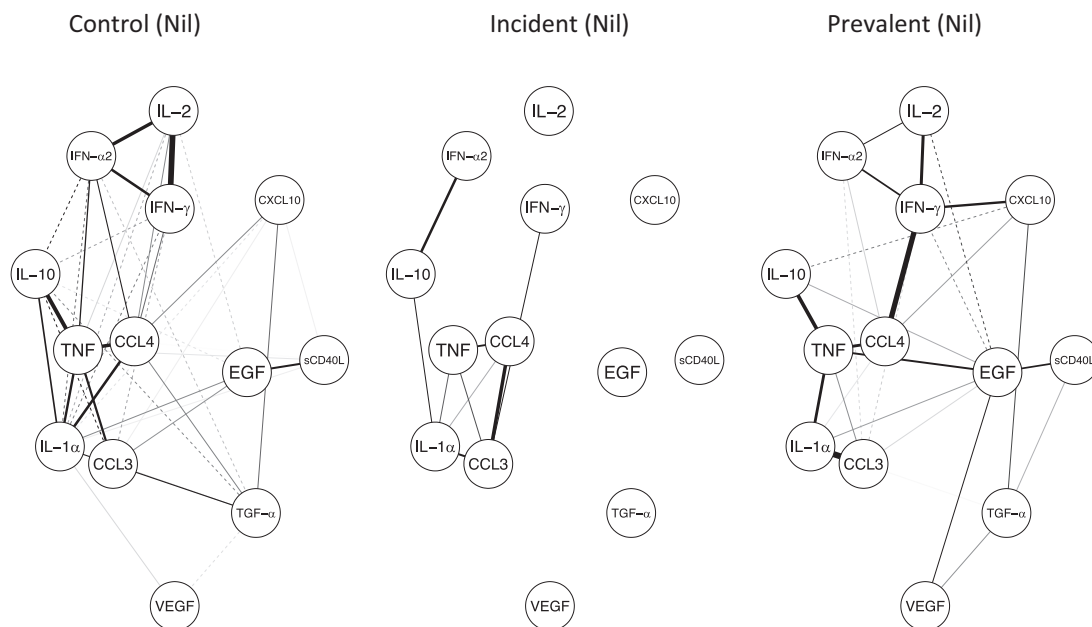 Control (Nil)
IL−2
IFN−α2
IFN−γ
CXCL10
IL−10
TNF
CCL4
EGF
sCD40L
IL−1α
CCL3
TGF−α
VEGF
Incident (Nil)
IL−2
IFN−α2
IFN−γ
CXCL10
IL−10
TNF
CCL4
EGF
sCD40L
IL−1α
CCL3
TGF−α
VEGF
Prevalent (Nil)
IL−2
IFN−α2
IFN−γ
CXCL10
IL−10
TNF
CCL4
EGF
sCD40L
IL−1α
CCL3
TGF−α
VEGF